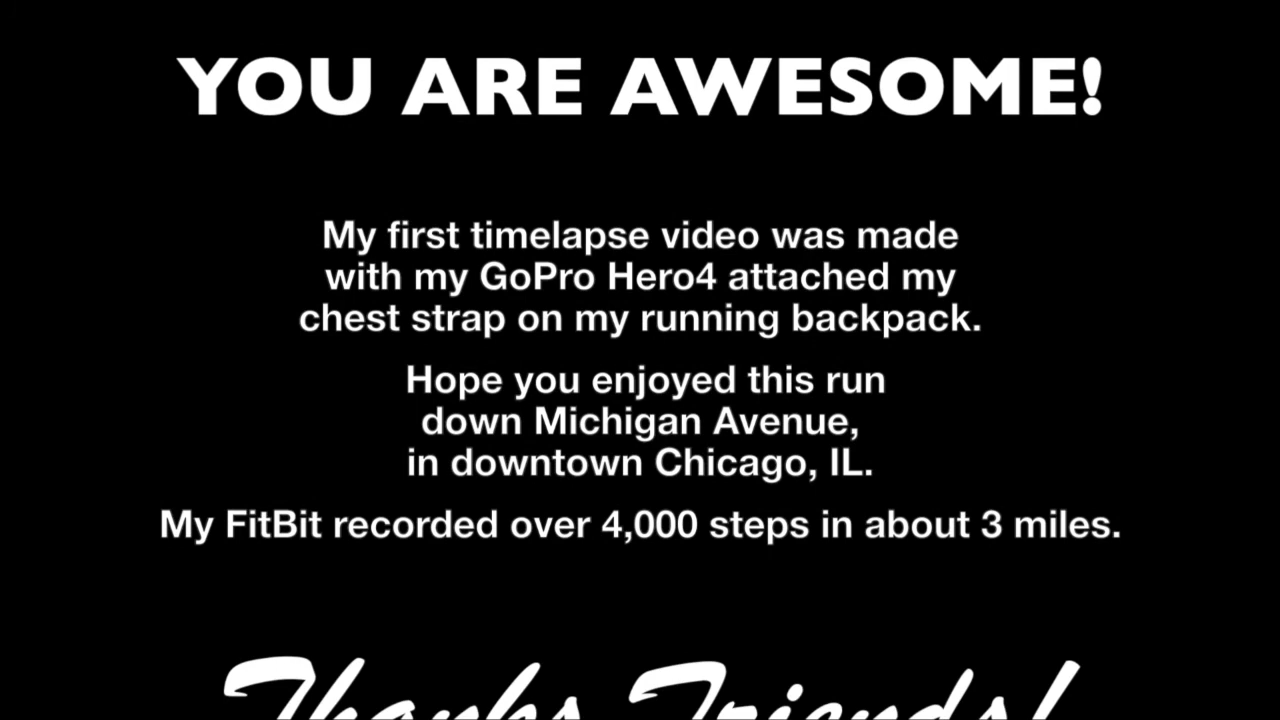 YOU ARE AWESOME!
My first timelapse video was made
with my GoPro Hero4 attached my
chest strap on my running backpack.
Hope you enjoyed this run
down Michigan Avenue,
in downtown Chicago, IL.
My FitBit recorded over 4,000 steps in about 3 miles.
Thanks Friends!